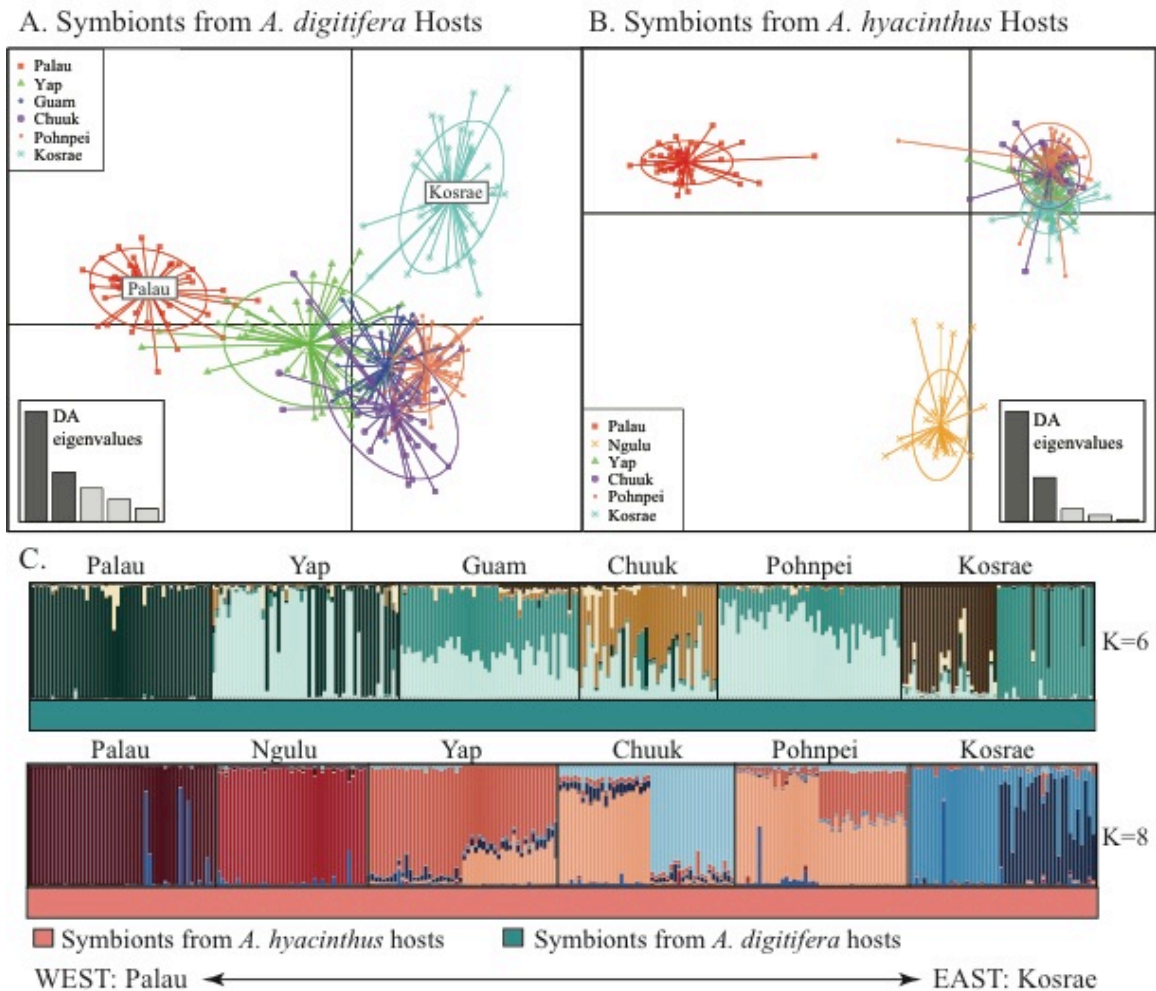 A. Symbionts from A. digitifera Hosts
Palau
Yap
Guam
Chuuk
Pohnpei
Kosrae
Kosrae
Palau
DA
eigenvalues
B. Symbionts from A. hyacinthus Hosts
Palau
Ngulu
Yap
Chuuk
Pohnpei
Kosrae
DA
eigenvalues
C.
Palau Yap Guam Chuuk Pohnpei Kosrae
K=6
Palau Ngulu Yap Chuuk Pohnpei Kosrae
K=8
Symbionts from A. hyacinthus hosts Symbionts from A. digitifera hosts
WEST: Palau EAST: Kosrae